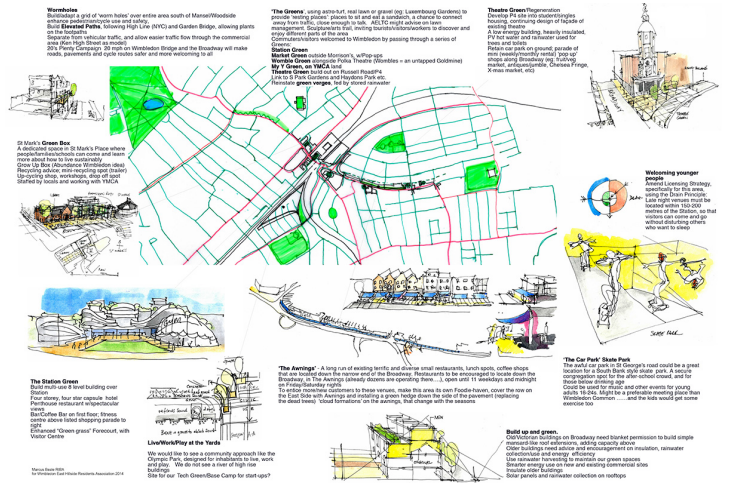 Wormholes
Build/adapt a grid of 'worm holes' over entire area south of Mansel/Woodside
enhance pedestrian/cycle use and safety,
Build Elevated Paths, following High Line (NYC) and Garden Bridge, allowing plants
on the footpaths
Separate from vehicular traffic, and allow easier traffic flow through the commercial
area (Ken High Street as model)
20's Plenty Campaign 20 mph on Wimbledon Bridge and the Broadway will make
roads, pavements and cycle routes safer and more welcoming to all
'The Greens', using astro-turf, real lawn or gravel (eg: Luxembourg Gardens) to
provide 'resting places': places to sit and eat a sandwich, a chance to connect
away from traffic, close enough to talk. AELTC might advise on lawn
management. Sculpture/arts trail, inviting tourists/visitors/workers to discover and
enjoy different parts of the area
Commuters/visitors welcomed to Wimbledon by passing through a series of
Greens:
Station Green
Market Green outside Morrison's, w/Pop-ups
Womble Green alongside Polka Theatre (Wombles = an untapped Goldmine)
My Y Green, on YMCA land
Theatre Green build out on Russell Road/P4
Link to S Park Gardens and Haydons Park etc.
Reinstate green verges, fed by stored rainwater
Theatre Green/Regeneration
Develop P4 site into student/singles
housing, continuing design of façade of
existing theatre
A low energy building, heavily insulated,
PV hot water and rainwater used for
trees and toilets
Retain car park on ground; parade of
mini (weekly/monthly rental) 'pop up'
shops along Broadway (eg: fruit/veg
market, antiques/jumble, Chelsea Fringe,
X-mas market, etc)
St Mark's Green Box
A dedicated space in St Mark's Place where
people/families/schools can come and learn
more about how to live sustainably
Grow Up Box (Abundance Wimbledon idea)
Recycling advice; mini-recycling spot (trailer)
Up-cycling shop, workshops, drop off spot
Staffed by locals and working with YMCA
Welcoming younger
people
Amend Licensing Strategy,
specifically for this area,
using the Drain Principle:
Late night venues must be
located within 150-200
metres of the Station, so that
visitors can come and go
without disturbing others
who want to sleep
SKATE PARK
The Station Green
Build multi-use 8 level building over
Station
Four storey, four star capsule hotel
Penthouse restaurant w/spectacular
views
Bar/Coffee Bar on first floor; fitness
centre above listed shopping parade to
right
Enhanced "Green grass" Forecourt, with
Visitor Centre
'The Awnings' - A long run of existing terrific and diverse small restaurants, lunch spots, coffee shops
that are located down the narrow end of the Broadway. Restaurants to be encouraged to locate down the
Broadway, in The Awnings (already dozens are operating there....), open until 11 weekdays and midnight
on Friday/Saturday nights
To entice more/new customers to these venues, make this area its own Foodie-haven, cover the row on
the East Side with Awnings and installing a green hedge down the side of the pavement (replacing
the dead trees) 'cloud formations' on the awnings, that change with the seasons
'The Car Park' Skate Park
The awful car park in St George's road could be a great
location for a South Bank style skate park. A secure
congregation spot for the after-school crowd, and for
those below drinking age
Could be used for music and other events for young
adults 16-24s. Might be a preferable meeting place than
Wimbledon Common ...... and the kids would get some
exercise too
Live/Work/Play at the Yards
We would like to see a community approach like the
Olympic Park, designed for inhabitants to live, work
and play. We do not see a river of high rise
buildings
Site for our Tech Green/Bose Camp for start-ups?
Build up and green.
Old/Victorian buildings on Broadway need blanket permission to build simple
mansard-like roof extensions, adding capacity above
Older buildings need advice and encouragement on insulation, rainwater
collection/use and energy efficiency
Use rainwater harvesting to maintain our green spaces
Smarter energy use on new and existing commercial sites
Insulate older buildings
Solar panels and rainwater collection on rooftops
Marcus Beale RIBA
for Wimbledon East Hillside Residents Association 2014